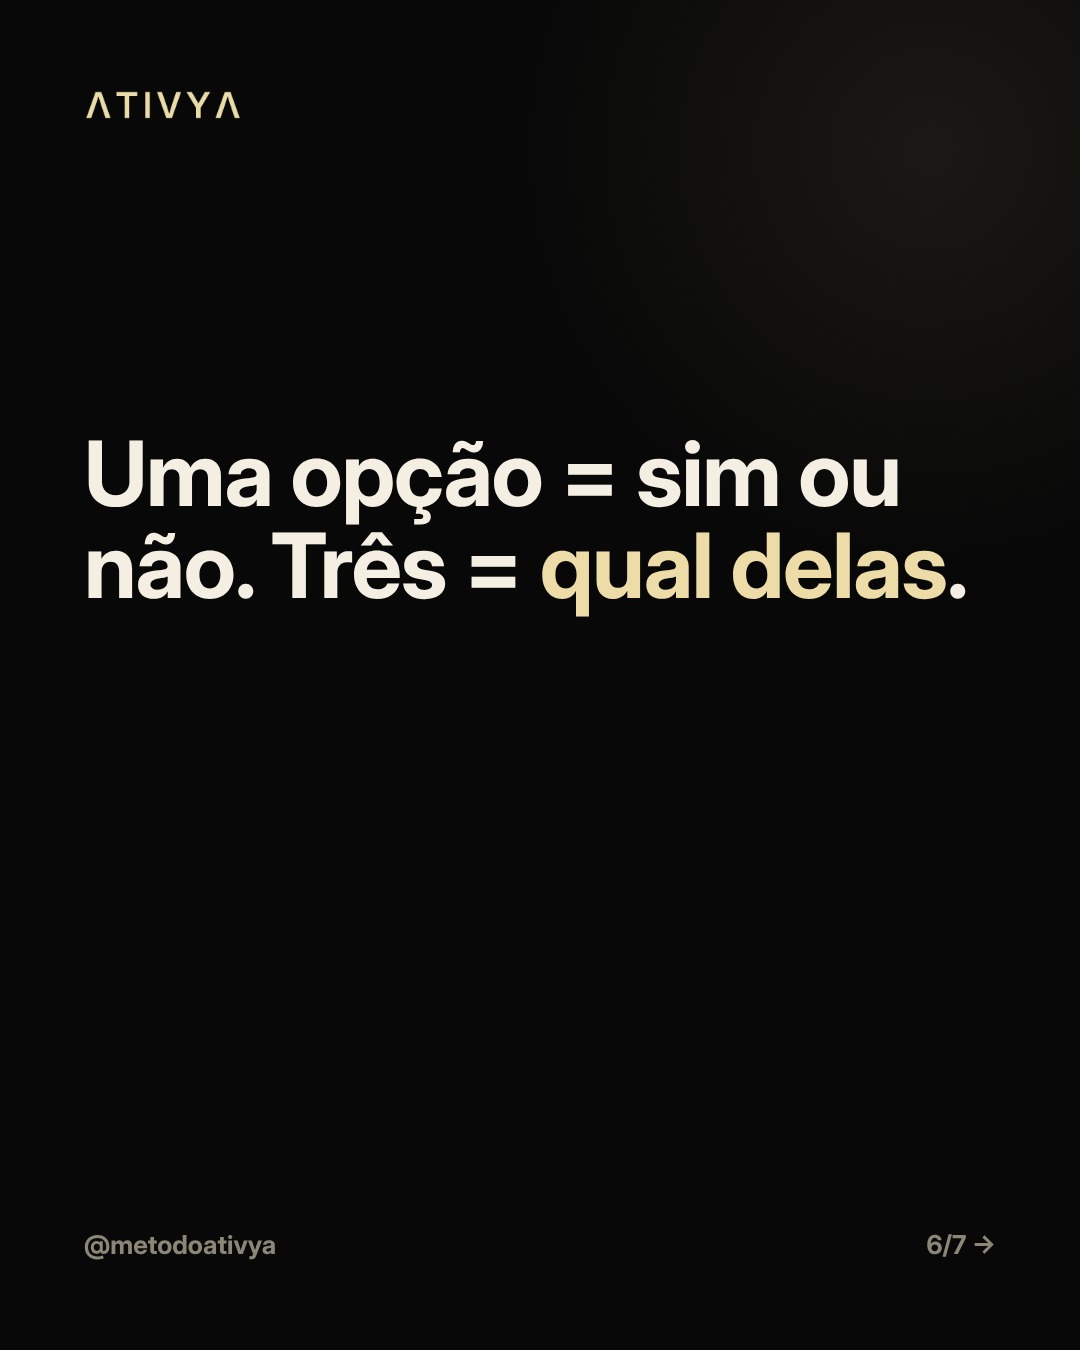 ATIVYA
Uma opção = sim ou
não. Três = qual delas.
@metodoativya
6/7 →